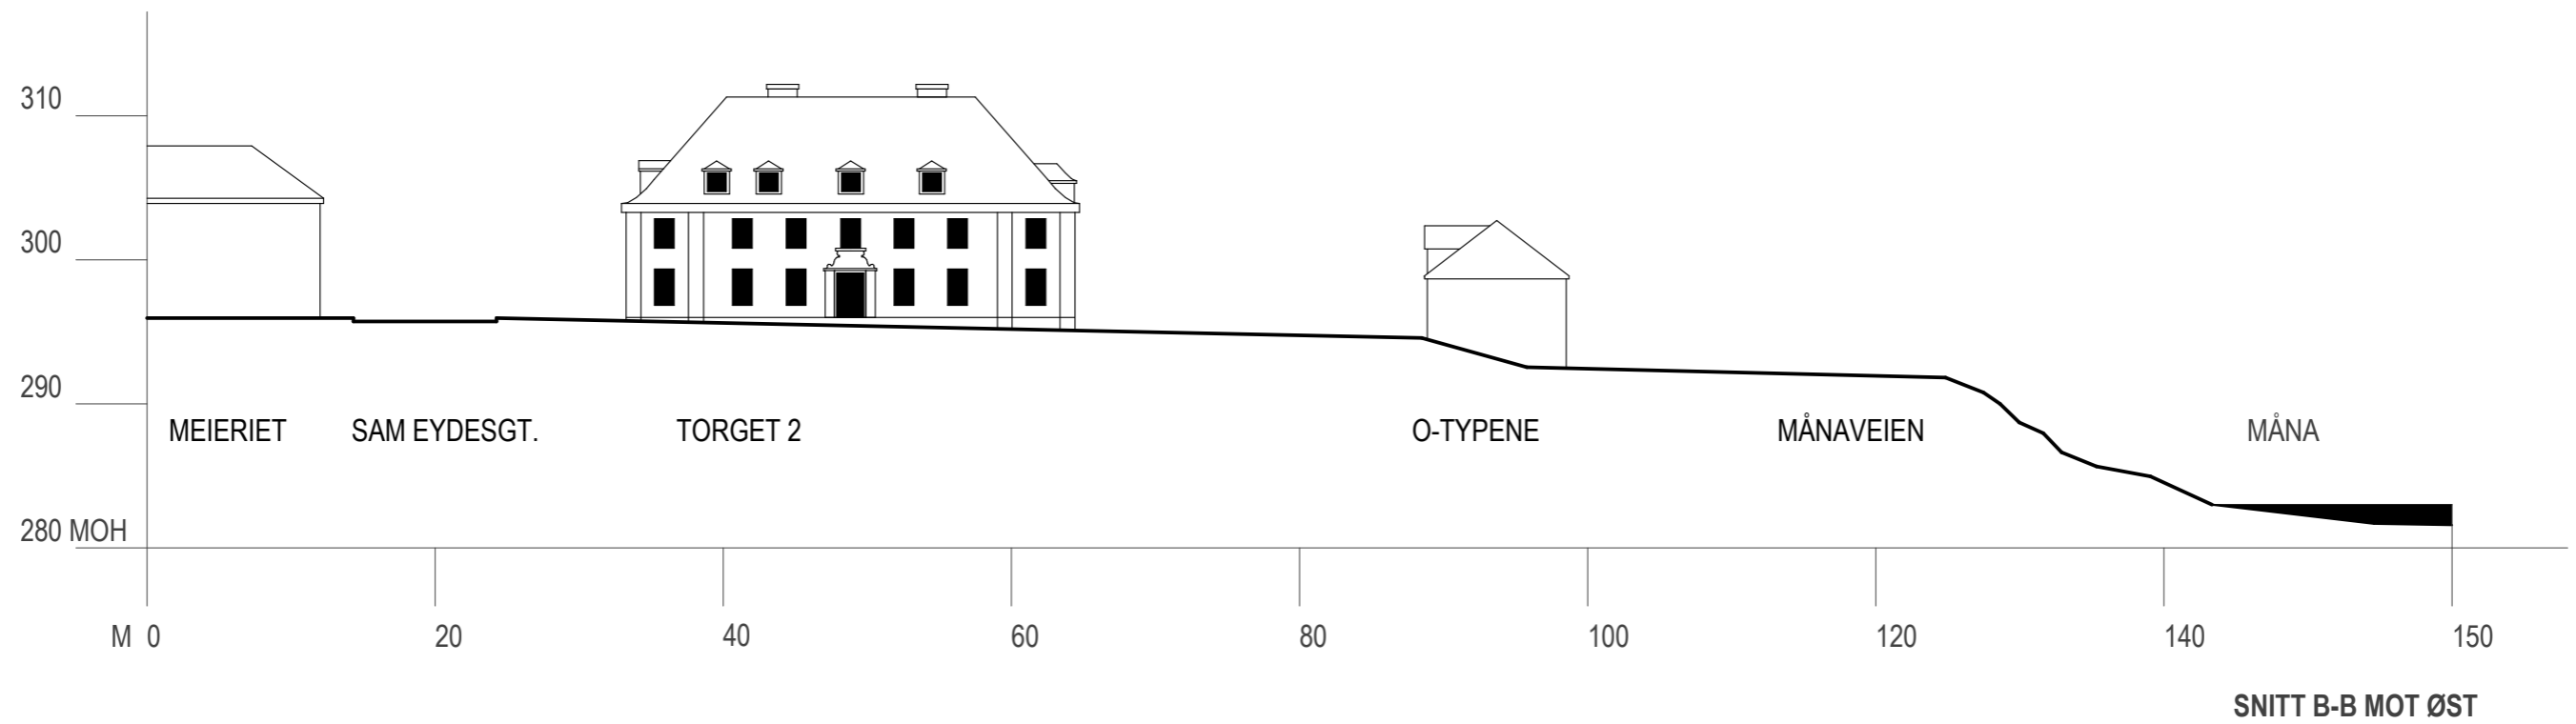 310
300
290
280 MOH
MEIERIET SAM EYDESGT. TORGET 2 O-TYPENE MÅNAVEIEN MÅNA
M 0 20 40 60 80 100 120 140 150
SNITT B-B MOT ØST